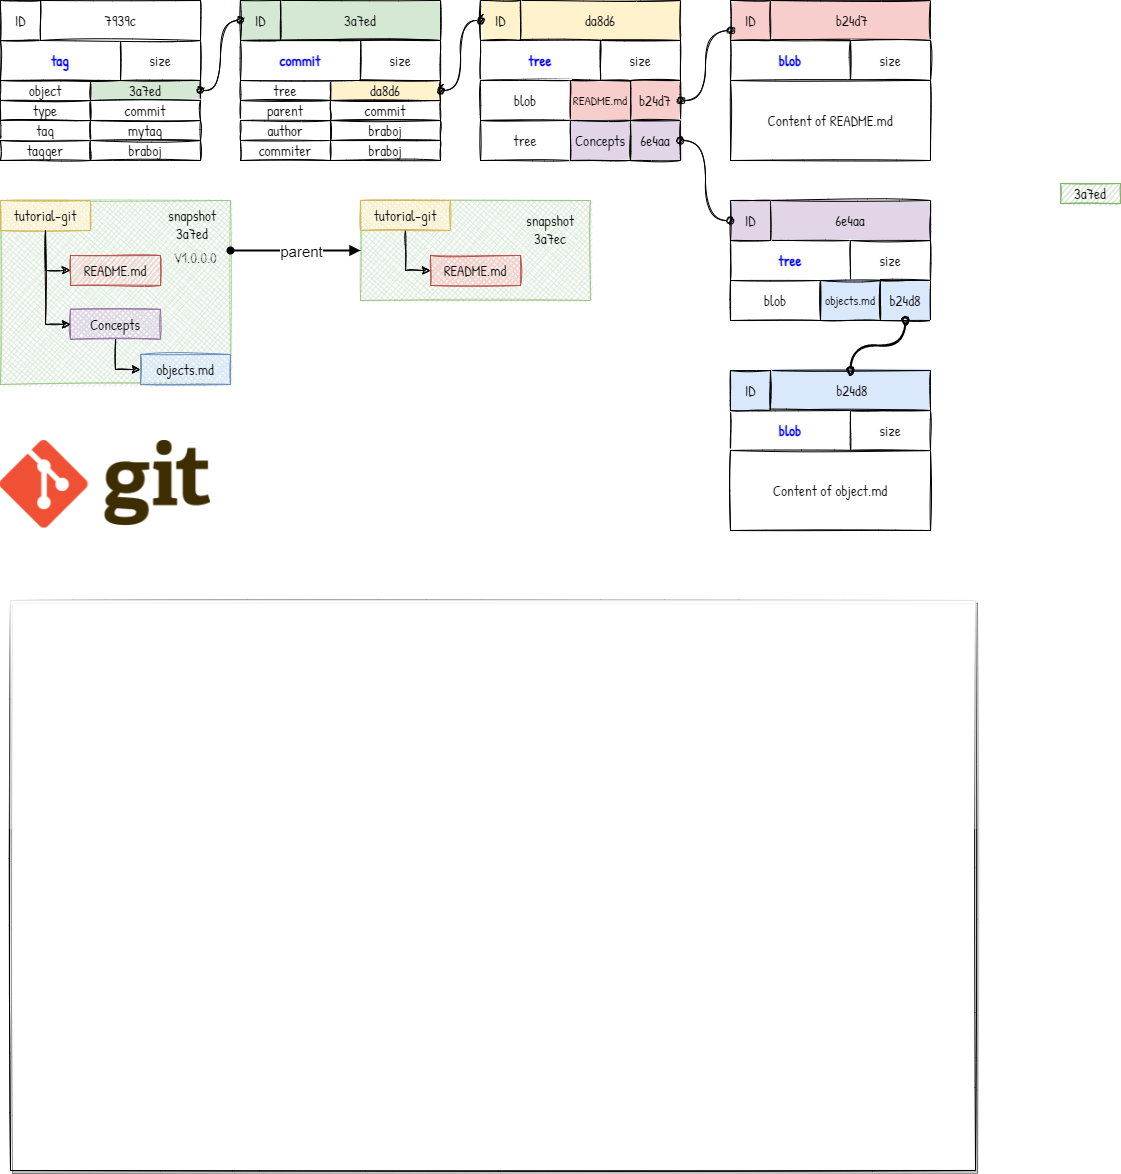 ID 7939c
tag size
object 3a7ed
type commit
tag mytag
tagger braboj
ID 3a7ed
commit size
tree da8d6
parent commit
author braboj
commiter braboj
ID da8d6
tree size
blob README.md b24d7
tree Concepts 6e4aa
ID b24d7
blob size
Content of README.md
3a7ed
tutorial-git
snapshot
3a7ed
V1.0.0.0
README.md
Concepts
objects.md
parent
tutorial-git
snapshot
3a7ec
README.md
ID 6e4aa
tree size
blob objects.md b24d8
ID b24d8
blob size
Content of object.md
git